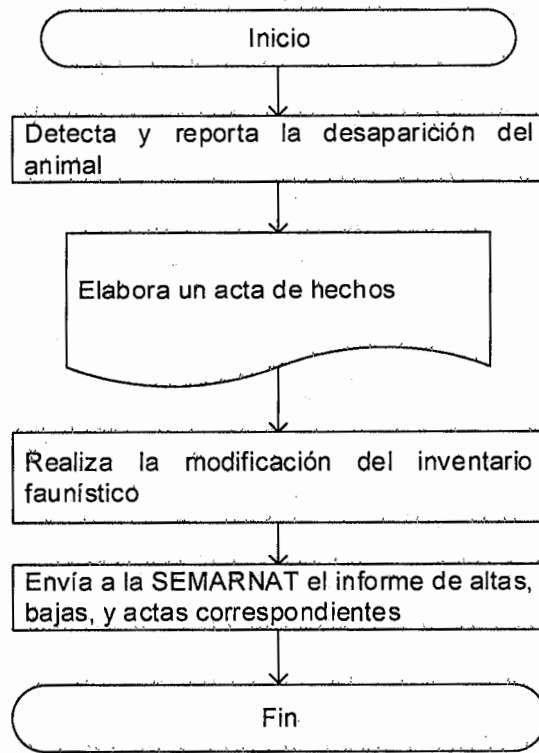 Inicio
Detecta y reporta la desaparición del
animal
Elabora un acta de hechos
Realiza la modificación del inventario
faunístico
Envía a la SEMARNAT el informe de altas,
bajas, y actas correspondientes
Fin